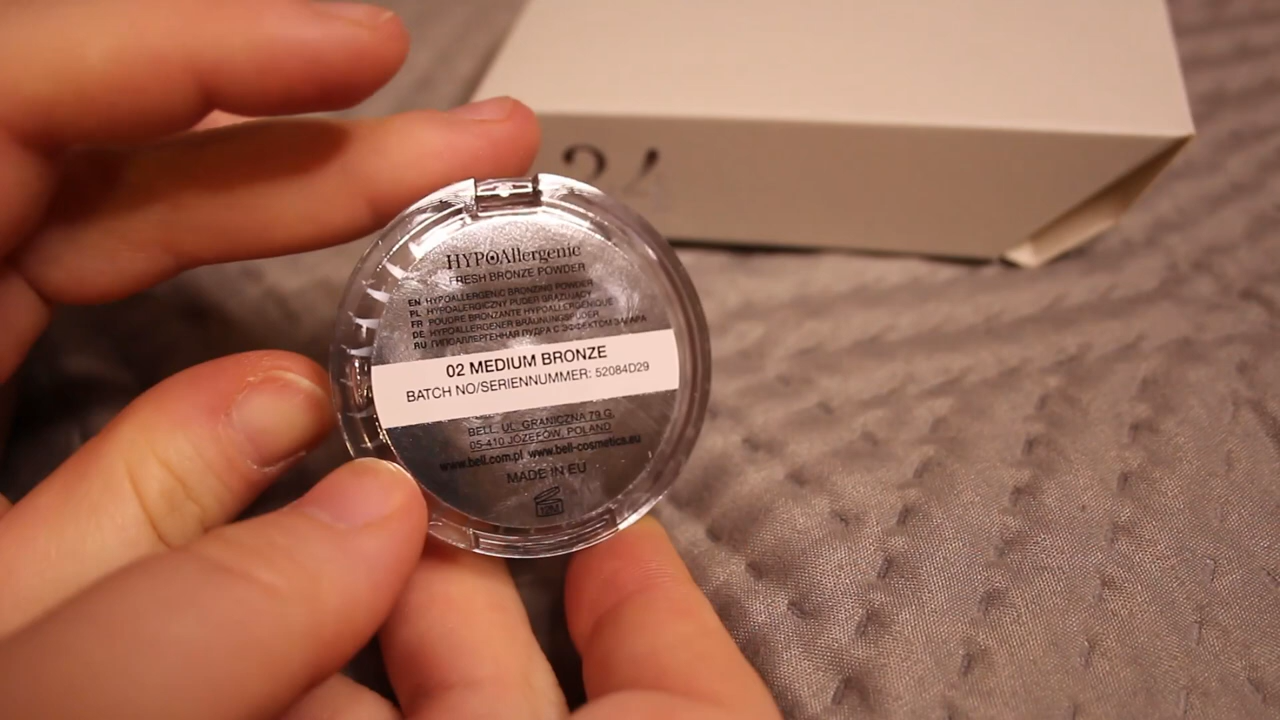 24
HYPOAllergenic
FRESH BRONZE POWDER
EN HYPOALLERGENIC BRONZING POWDER
PL HYPOALERGICZNY PUDER BRĄZUJĄCY
FR POUDRE BRONZANTE HYPOALLERGÉNIQUE
DE HYPOALLERGENER BRÄUNUNGSPUDER
RU ГИПОАЛЛЕРГЕННАЯ ПУДРА С ЭФФЕКТОМ ЗАГАРА
02 MEDIUM BRONZE
BATCH NO/SERIENNUMMER: 52084D29
BELL, UL. GRANICZNA 79 G,
05-410 JÓZEFÓW, POLAND
www.bell.com.pl www.bell-cosmetics.eu
MADE IN EU
12M